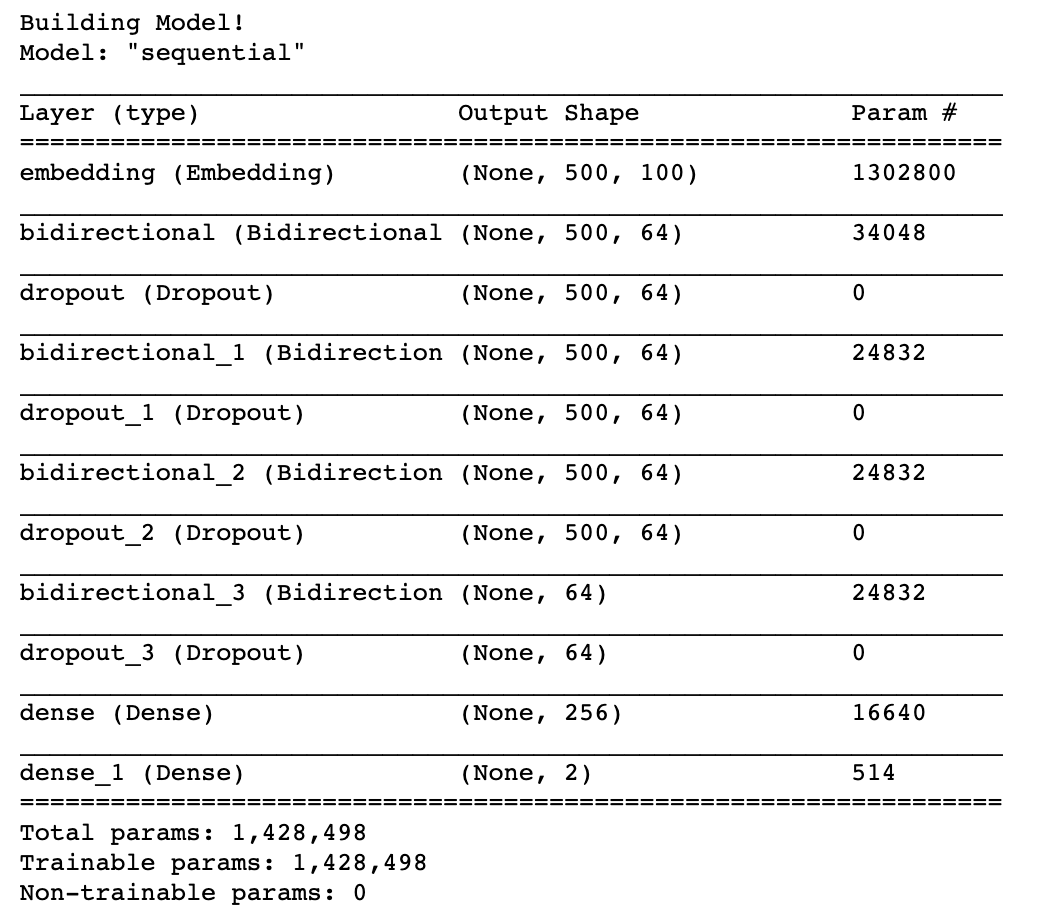 Building Model!
Model: "sequential"
Layer (type) Output Shape Param #
=================================================================
embedding (Embedding) (None, 500, 100) 1302800
bidirectional (Bidirectional (None, 500, 64) 34048
dropout (Dropout) (None, 500, 64) 0
bidirectional_1 (Bidirection (None, 500, 64) 24832
dropout_1 (Dropout) (None, 500, 64) 0
bidirectional_2 (Bidirection (None, 500, 64) 24832
dropout_2 (Dropout) (None, 500, 64) 0
bidirectional_3 (Bidirection (None, 64) 24832
dropout_3 (Dropout) (None, 64) 0
dense (Dense) (None, 256) 16640
dense_1 (Dense) (None, 2) 514
=================================================================
Total params: 1,428,498
Trainable params: 1,428,498
Non-trainable params: 0